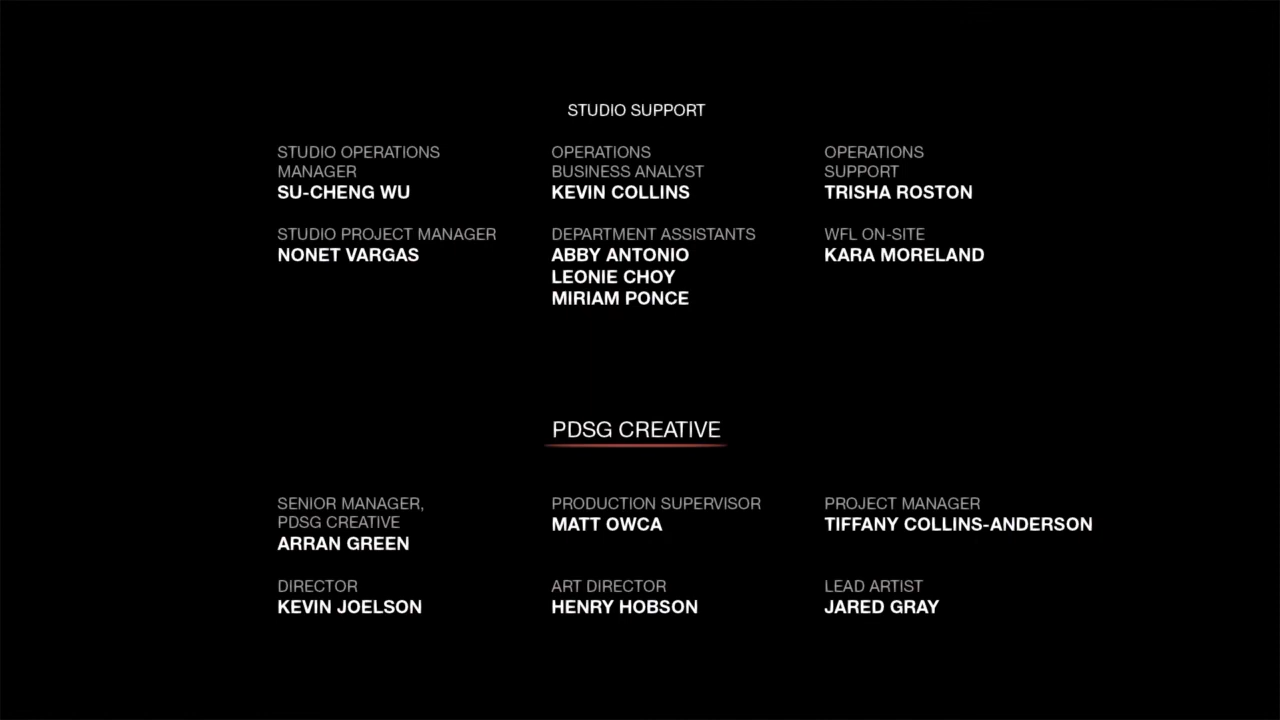 STUDIO SUPPORT
STUDIO OPERATIONS
MANAGER
SU-CHENG WU
OPERATIONS
BUSINESS ANALYST
KEVIN COLLINS
OPERATIONS
SUPPORT
TRISHA ROSTON
STUDIO PROJECT MANAGER
NONET VARGAS
DEPARTMENT ASSISTANTS
ABBY ANTONIO
LEONIE CHOY
MIRIAM PONCE
WFL ON-SITE
KARA MORELAND
PDSG CREATIVE
SENIOR MANAGER,
PDSG CREATIVE
ARRAN GREEN
PRODUCTION SUPERVISOR
MATT OWCA
PROJECT MANAGER
TIFFANY COLLINS-ANDERSON
DIRECTOR
KEVIN JOELSON
ART DIRECTOR
HENRY HOBSON
LEAD ARTIST
JARED GRAY